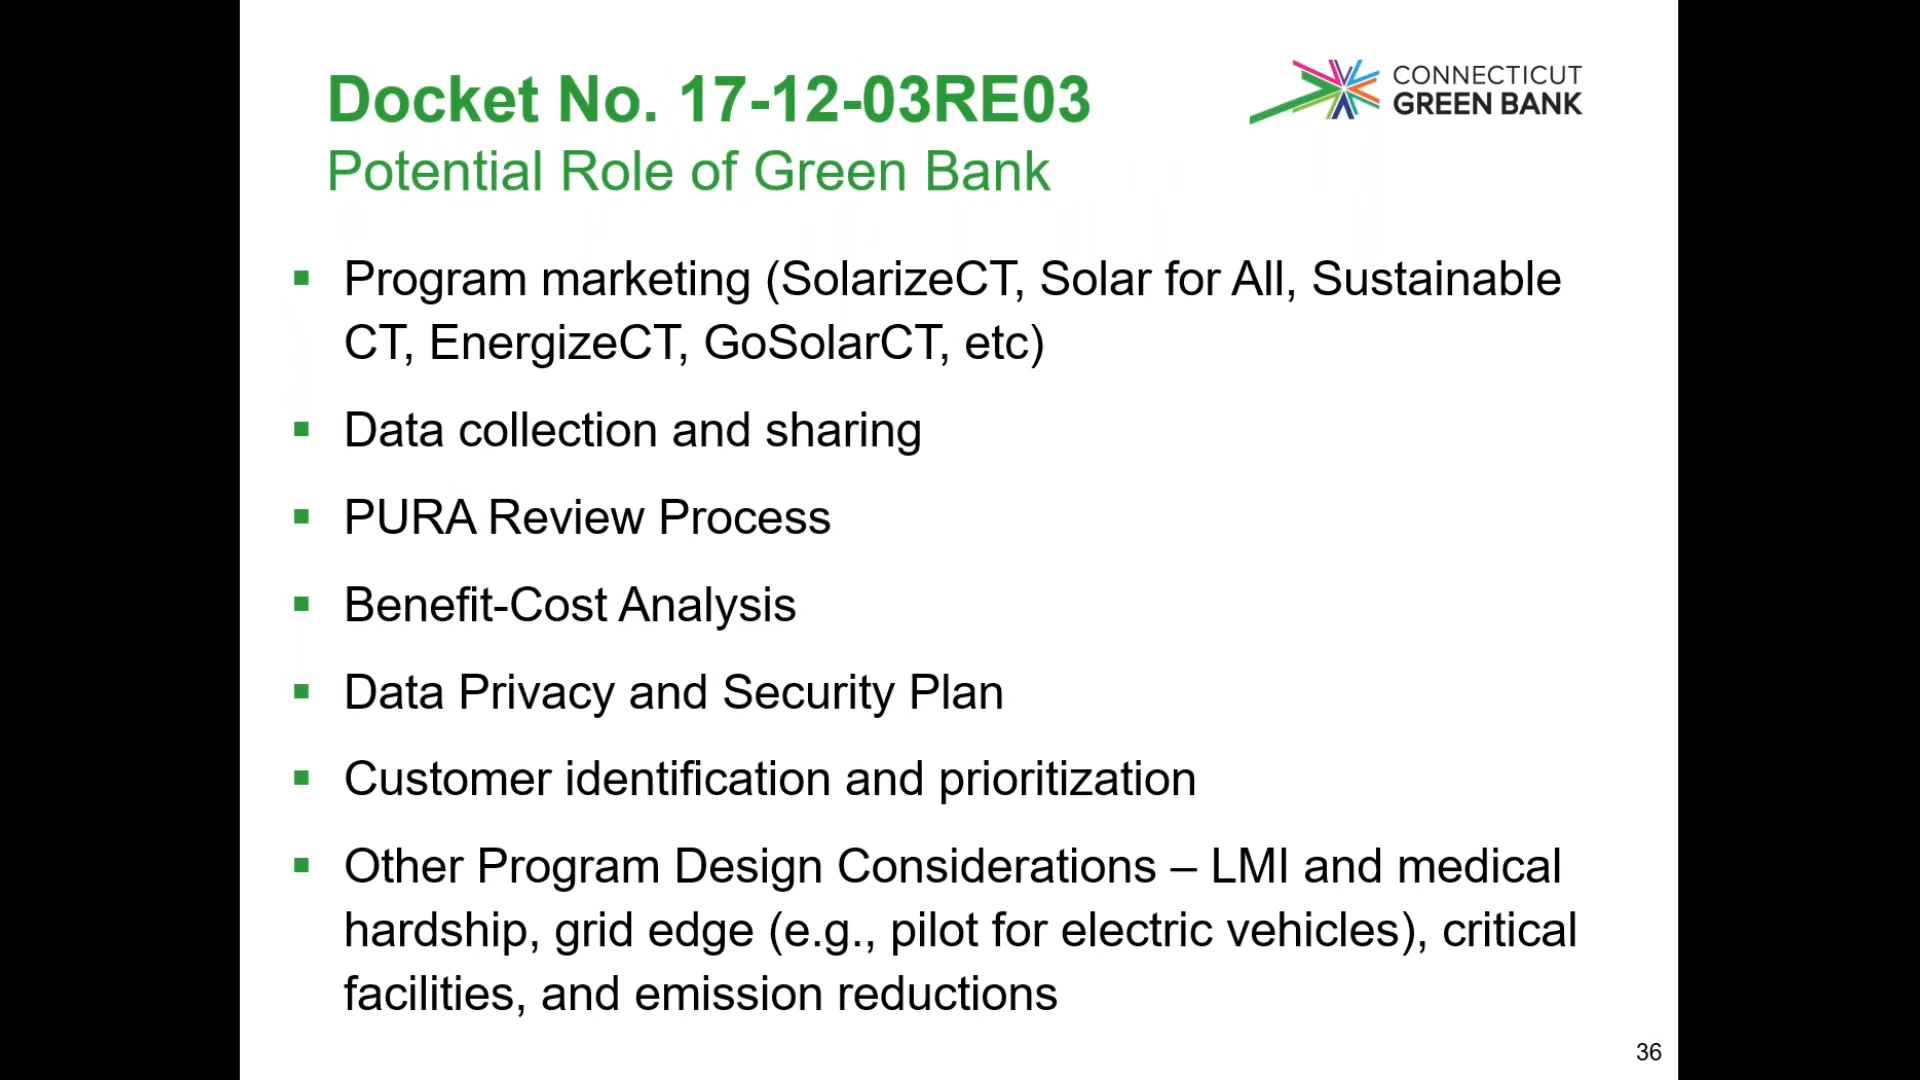 Docket No. 17-12-03RE03
CONNECTICUT
GREEN BANK
Potential Role of Green Bank
▪ Program marketing (SolarizeCT, Solar for All, Sustainable
CT, EnergizeCT, GoSolarCT, etc)
▪ Data collection and sharing
▪ PURA Review Process
▪ Benefit-Cost Analysis
▪ Data Privacy and Security Plan
▪ Customer identification and prioritization
▪ Other Program Design Considerations – LMI and medical
hardship, grid edge (e.g., pilot for electric vehicles), critical
facilities, and emission reductions
36